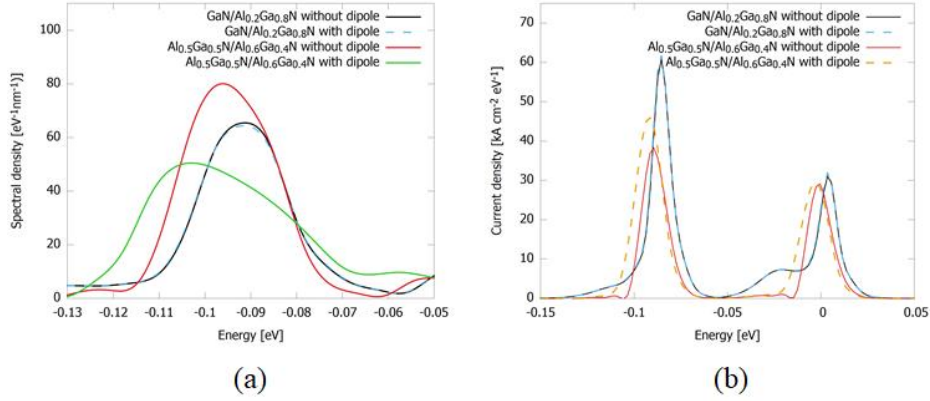 GaN/Al0.2Ga0.8N without dipole
GaN/Al0.2Ga0.8N with dipole
Al0.5Ga0.5N/Al0.6Ga0.4N without dipole
Al0.5Ga0.5N/Al0.6Ga0.4N with dipole
Spectral density [eV-1nm-1)]
100
80
60
40
20
0
-0.13
-0.12
-0.11
-0.1
-0.09
-0.08
-0.07
-0.06
-0.05
Energy [eV]
(a)
GaN/Al0.2Ga0.8N without dipole
GaN/Al0.2Ga0.8N with dipole
Al0.5Ga0.5N/Al0.6Ga0.4N without dipole
Al0.5Ga0.5N/Al0.6Ga0.4N with dipole
Current density [kA cm-2 eV-1]
70
60
50
40
30
20
10
0
-0.15
-0.1
-0.05
0
0.05
Energy [eV]
(b)